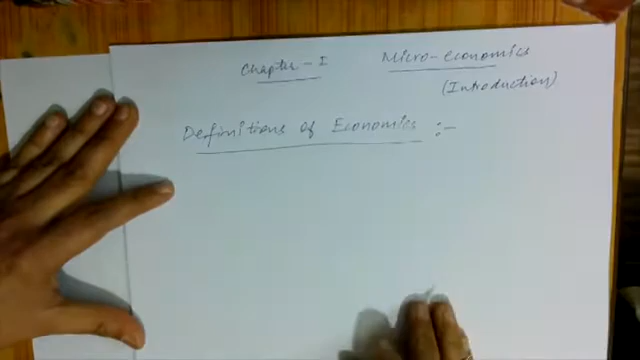 Chapter - I Micro-economics
(Introduction)
Definitions of Economics :-